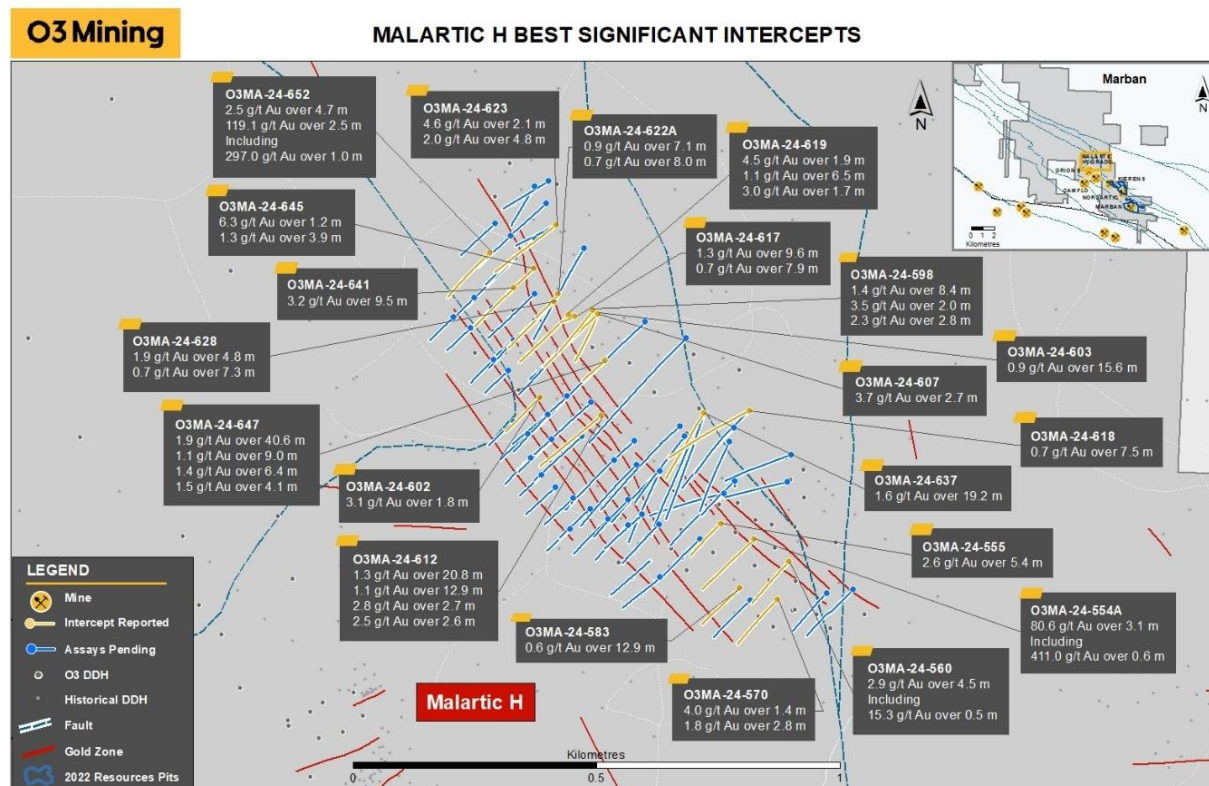 O3 Mining
MALARTIC H BEST SIGNIFICANT INTERCEPTS
O3MA-24-652
2.5 g/t Au over 4.7 m
119.1 g/t Au over 2.5 m
Including
297.0 g/t Au over 1.0 m
O3MA-24-623
4.6 g/t Au over 2.1 m
2.0 g/t Au over 4.8 m
O3MA-24-622A
0.9 g/t Au over 7.1 m
0.7 g/t Au over 8.0 m
O3MA-24-619
4.5 g/t Au over 1.9 m
1.1 g/t Au over 6.5 m
3.0 g/t Au over 1.7 m
N
Marban
N
MALARTIC
ORION 8
CAMFLO
KIERENS
NORLARTIC
MARBAN
0 1 2
Kilometres
O3MA-24-645
6.3 g/t Au over 1.2 m
1.3 g/t Au over 3.9 m
O3MA-24-617
1.3 g/t Au over 9.6 m
0.7 g/t Au over 7.9 m
O3MA-24-598
1.4 g/t Au over 8.4 m
3.5 g/t Au over 2.0 m
2.3 g/t Au over 2.8 m
O3MA-24-641
3.2 g/t Au over 9.5 m
O3MA-24-628
1.9 g/t Au over 4.8 m
0.7 g/t Au over 7.3 m
O3MA-24-603
0.9 g/t Au over 15.6 m
O3MA-24-607
3.7 g/t Au over 2.7 m
O3MA-24-647
1.9 g/t Au over 40.6 m
1.1 g/t Au over 9.0 m
1.4 g/t Au over 6.4 m
1.5 g/t Au over 4.1 m
O3MA-24-618
0.7 g/t Au over 7.5 m
O3MA-24-602
3.1 g/t Au over 1.8 m
O3MA-24-637
1.6 g/t Au over 19.2 m
O3MA-24-612
1.3 g/t Au over 20.8 m
1.1 g/t Au over 12.9 m
2.8 g/t Au over 2.7 m
2.5 g/t Au over 2.6 m
O3MA-24-555
2.6 g/t Au over 5.4 m
O3MA-24-583
0.6 g/t Au over 12.9 m
O3MA-24-554A
80.6 g/t Au over 3.1 m
Including
411.0 g/t Au over 0.6 m
O3MA-24-560
2.9 g/t Au over 4.5 m
Including
15.3 g/t Au over 0.5 m
O3MA-24-570
4.0 g/t Au over 1.4 m
1.8 g/t Au over 2.8 m
Malartic H
LEGEND
Mine
Intercept Reported
Assays Pending
O3 DDH
Historical DDH
Fault
Gold Zone
2022 Resources Pits
Kilometres
0 0.5 1